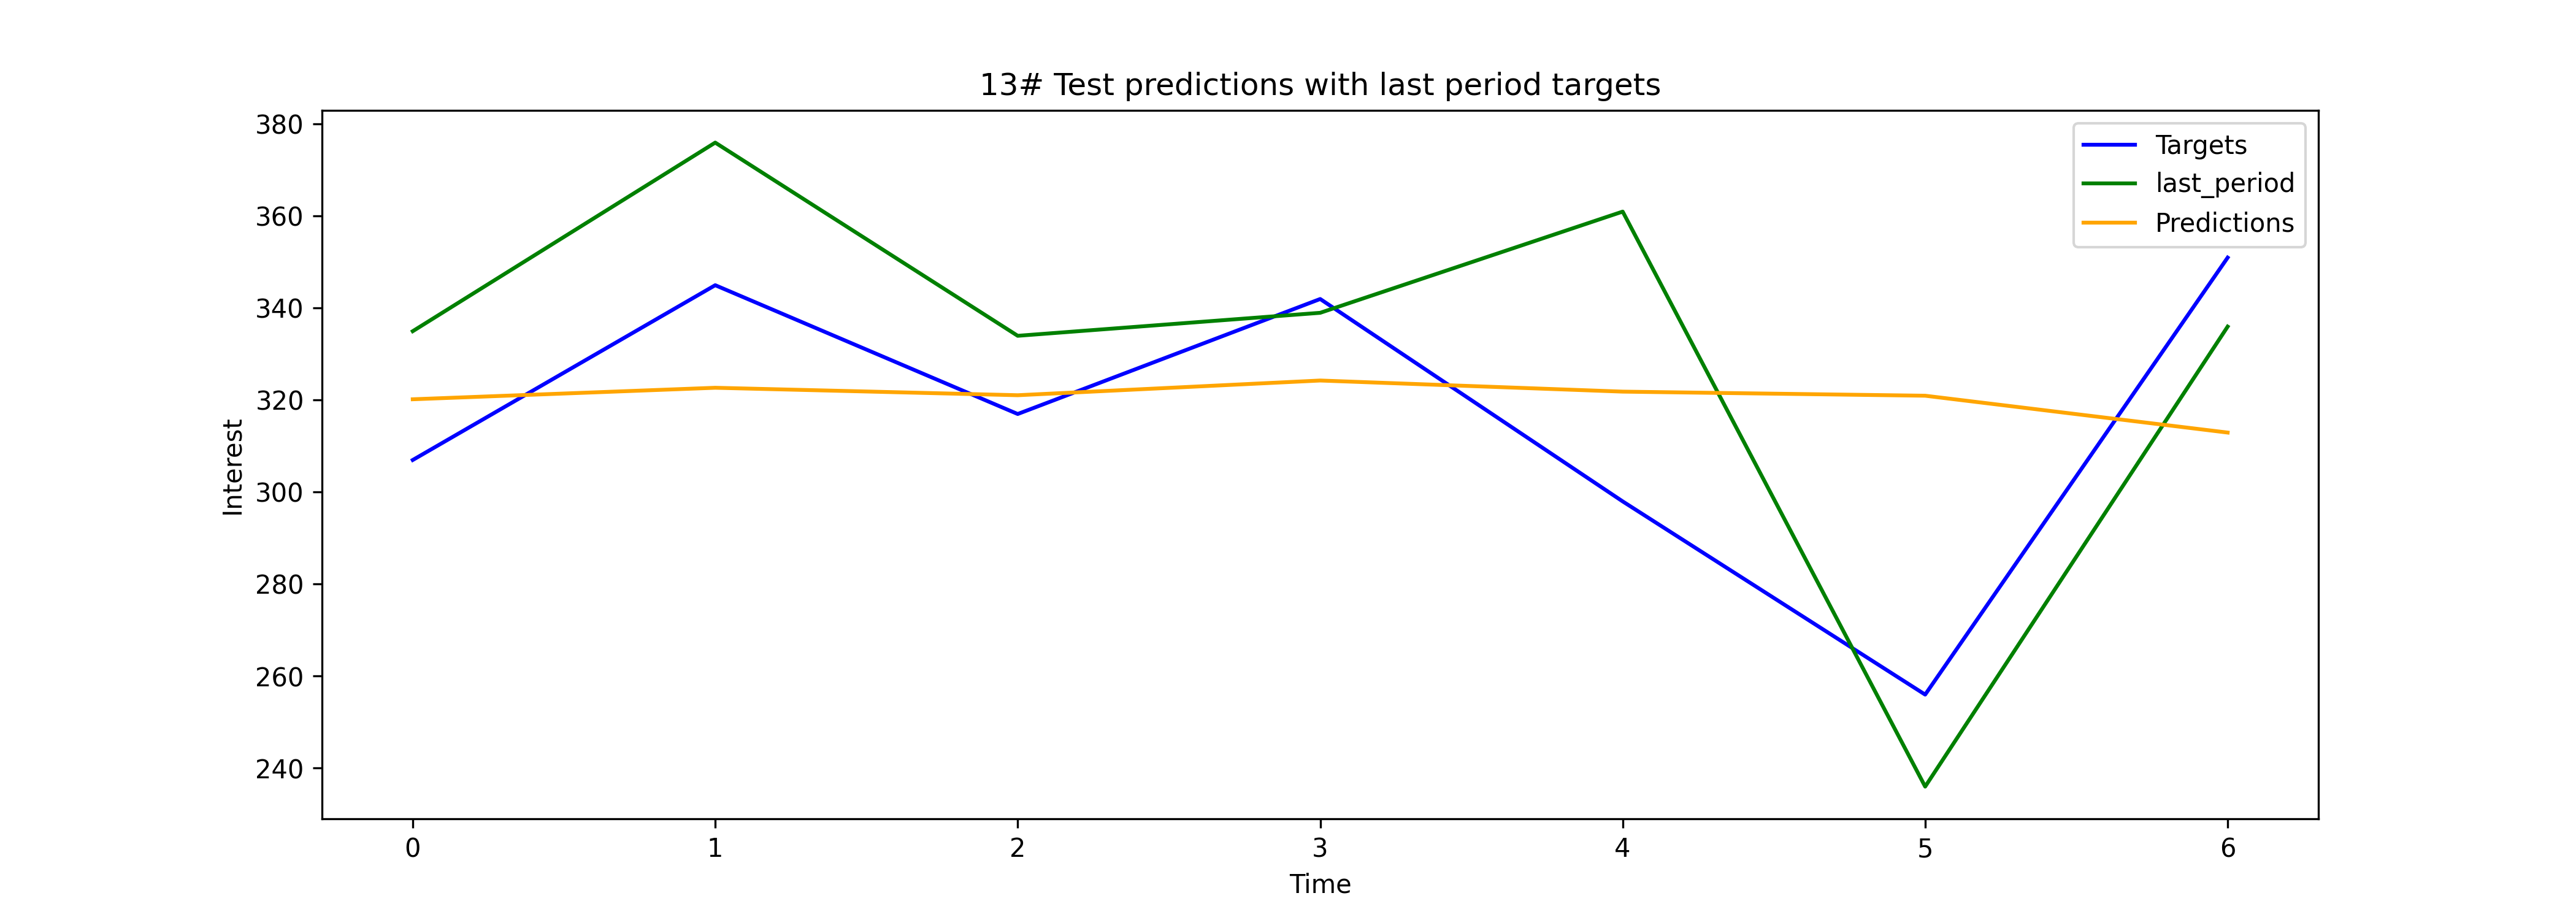 13# Test predictions with last period targets
380
360
340
320
300
280
260
240
Interest
Targets
last_period
Predictions
0 1 2 3 4 5 6
Time